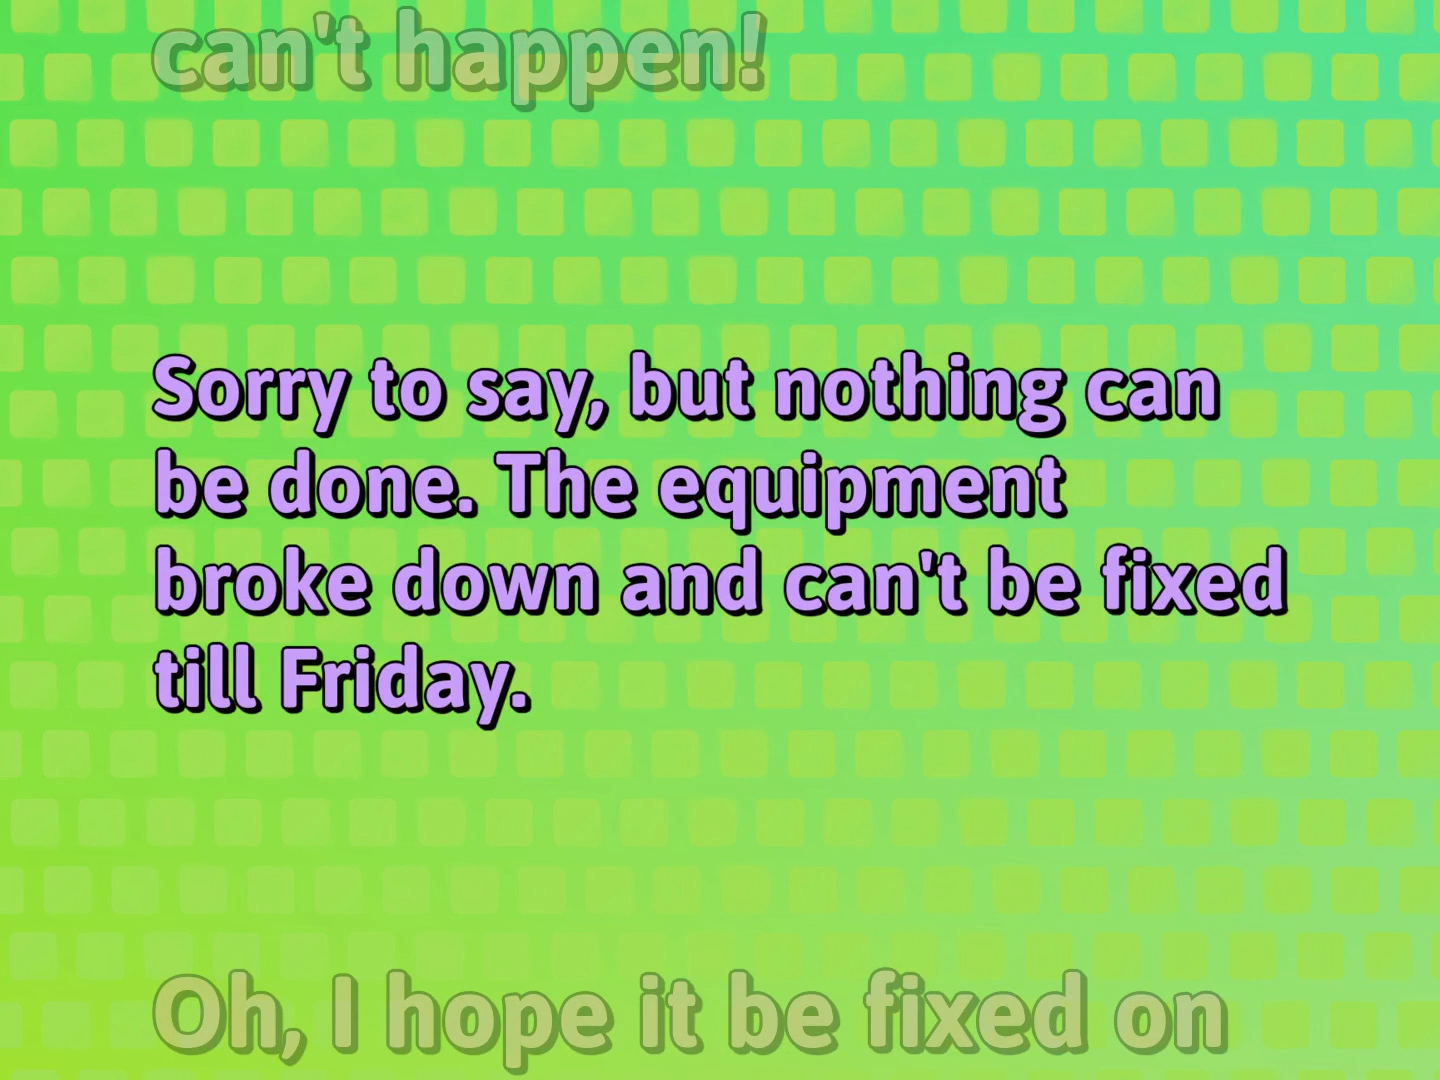 can't happen!
Sorry to say, but nothing can
be done. The equipment
broke down and can't be fixed
till Friday.
Oh, I hope it be fixed on